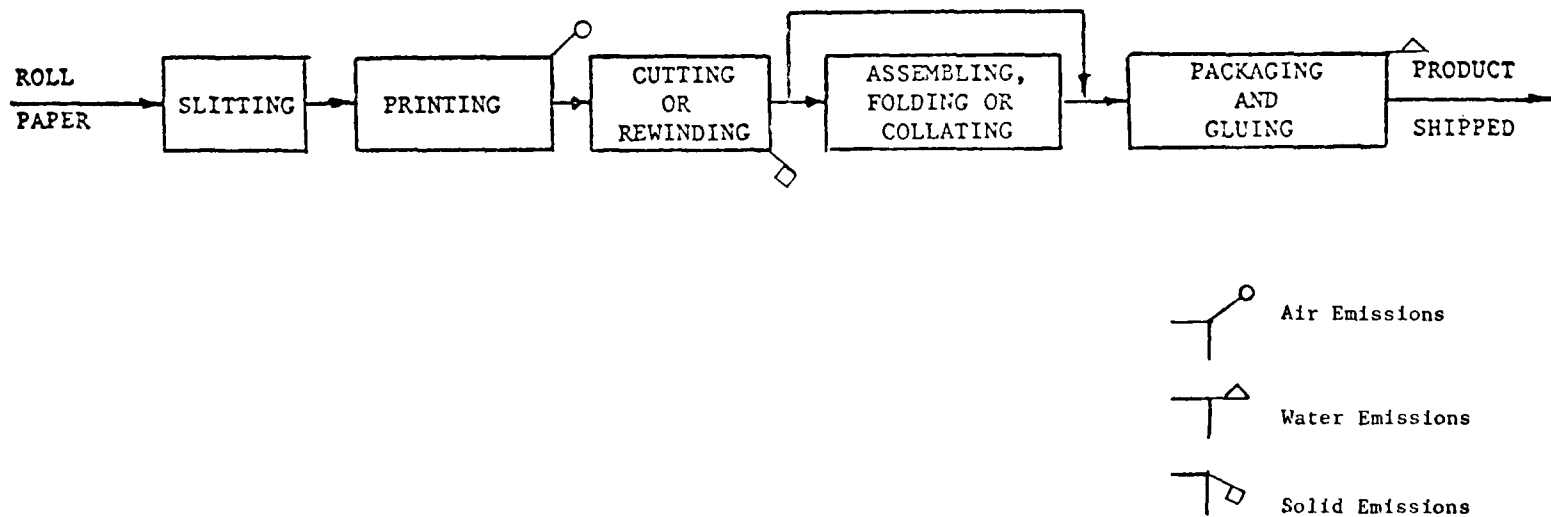 ROLL
PAPER
SLITTING
PRINTING
CUTTING
OR
REWINDING
ASSEMBLING,
FOLDING OR
COLLATING
PACKAGING
AND
GLUING
PRODUCT
SHIPPED
Air Emissions
Water Emissions
Solid Emissions